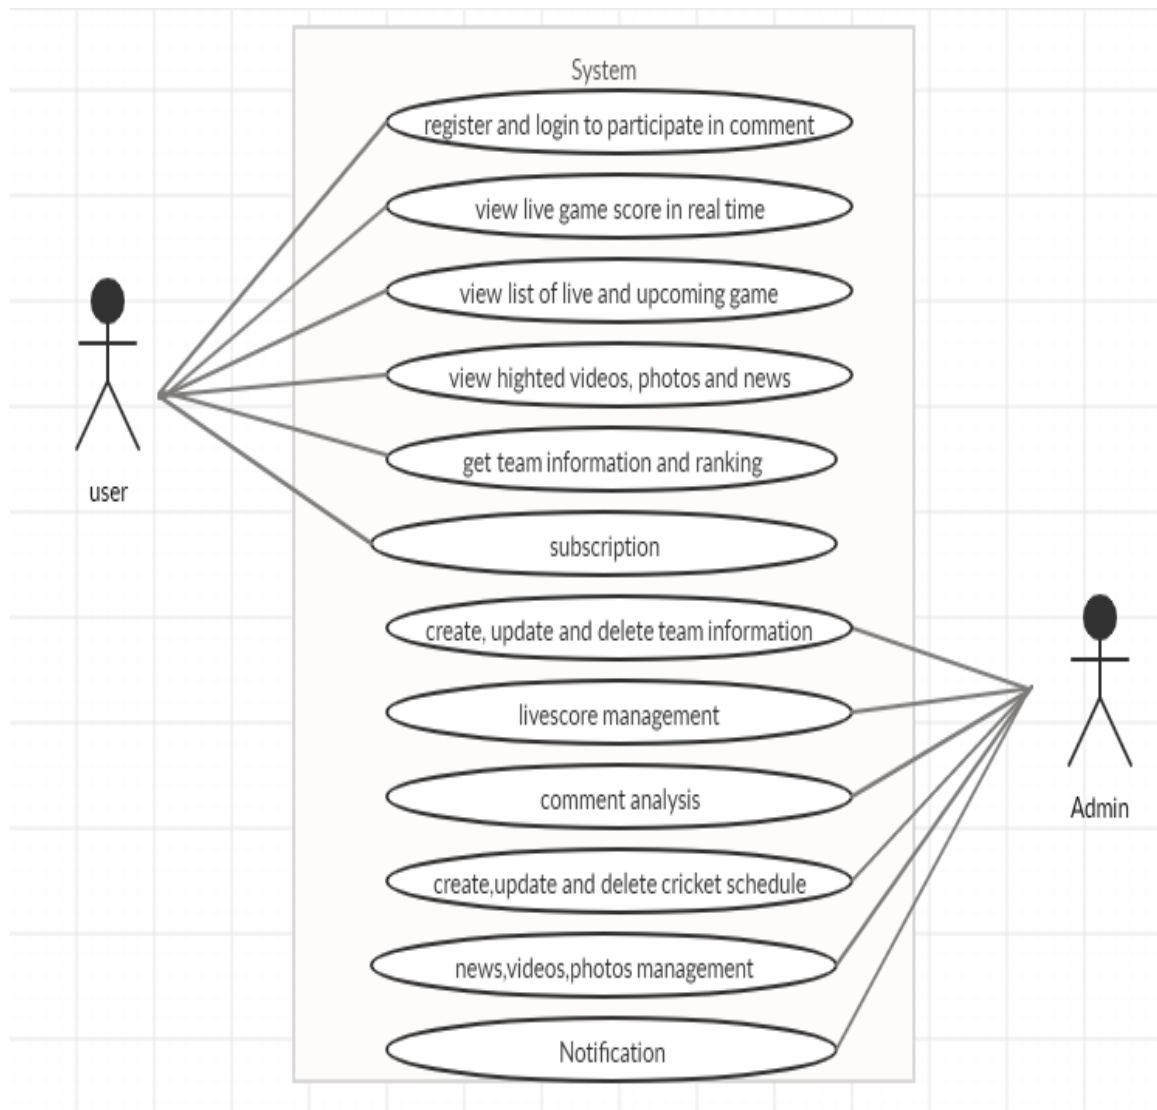 System
register and login to participate in comment
view live game score in real time
view list of live and upcoming game
view highted videos, photos and news
get team information and ranking
user
subscription
create, update and delete team information
livescore management
comment analysis
Admin
create,update and delete cricket schedule
news,videos,photos management
Notification